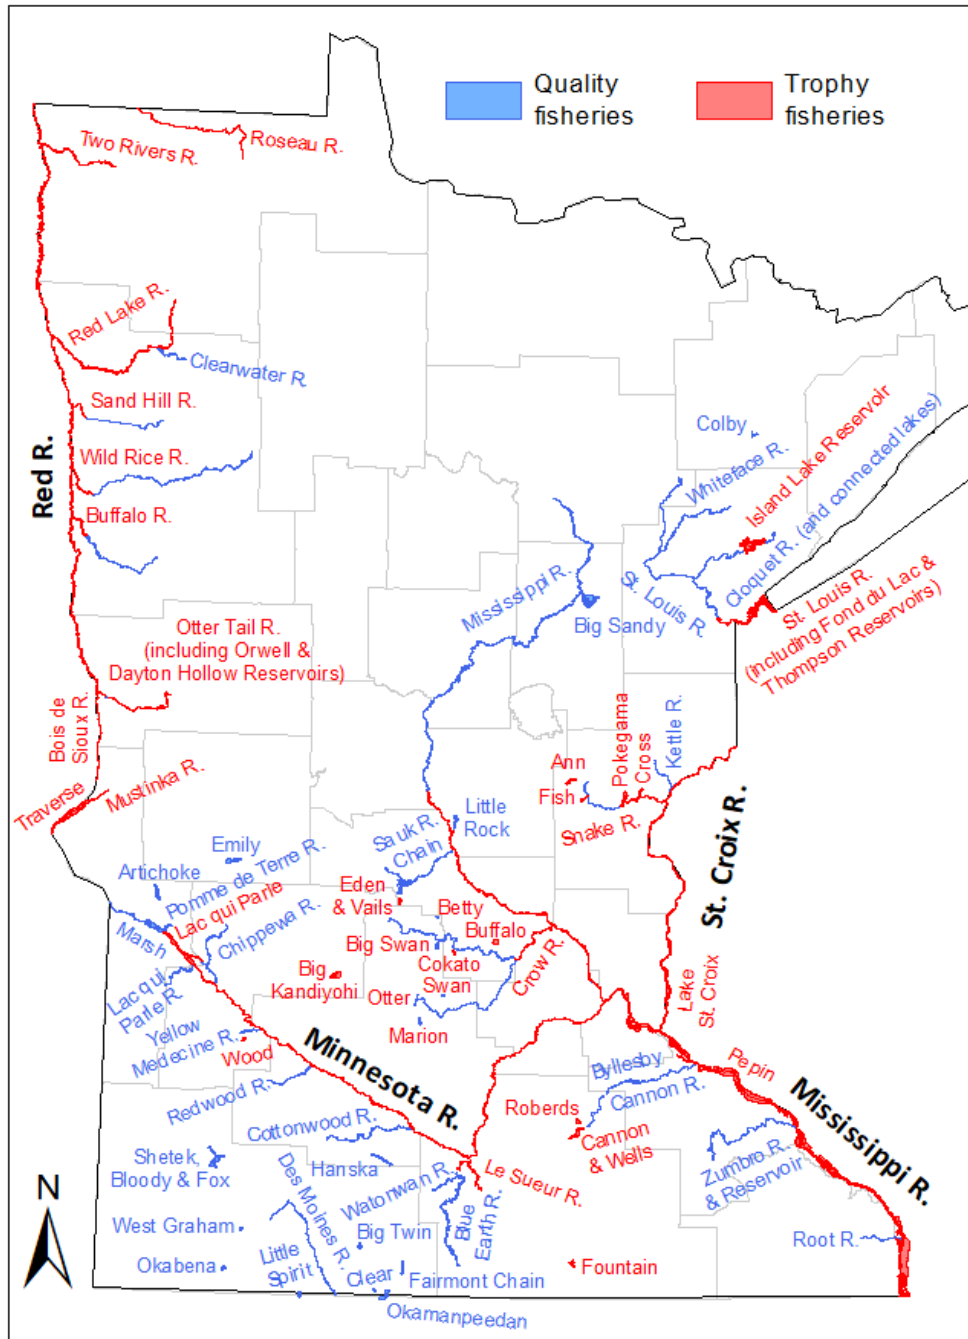 Quality
fisheries
Trophy
fisheries
Two Rivers R.
Roseau R.
Red Lake R.
Clearwater R.
Sand Hill R.
Wild Rice R.
Red R.
Buffalo R.
Colby
Whiteface R.
Island Lake Reservoir
Cloquet R. (and connected lakes)
Mississippi R.
St. Louis R.
Big Sandy
St. Louis R.
(including Fond du Lac &
Thompson Reservoirs)
Otter Tail R.
(including Orwell &
Dayton Hollow Reservoirs)
Bois de
Sioux R.
Traverse
Mustinka R.
Ann
Fish
Pokegama
Cross
Kettle R.
Snake R.
St. Croix R.
Little
Rock
Sauk R.
Chain
Emily
Artichoke
Pomme de Terre R.
Lac qui Parle
Marsh
Chippewa R.
Eden
& Vails
Betty
Buffalo
Big Swan
Cokato
Swan
Crow R.
Big
Kandiyohi
Otter
Marion
Lac qui
Parle R.
Yellow
Medecine R.
Wood
Lake
St. Croix
Minnesota R.
Redwood R.
Cottonwood R.
Byllesby
Cannon R.
Pepin
Mississippi R.
Roberds
Cannon
& Wells
Zumbro R.
& Reservoir
Shetek,
Bloody & Fox
Hanska
Des Moines R.
Watonwan R.
Le Sueur R.
Blue
Earth R.
N
West Graham
Big Twin
Root R.
Okabena
Little
Spirit
Clear
Fairmont Chain
Fountain
Okamanpeedan